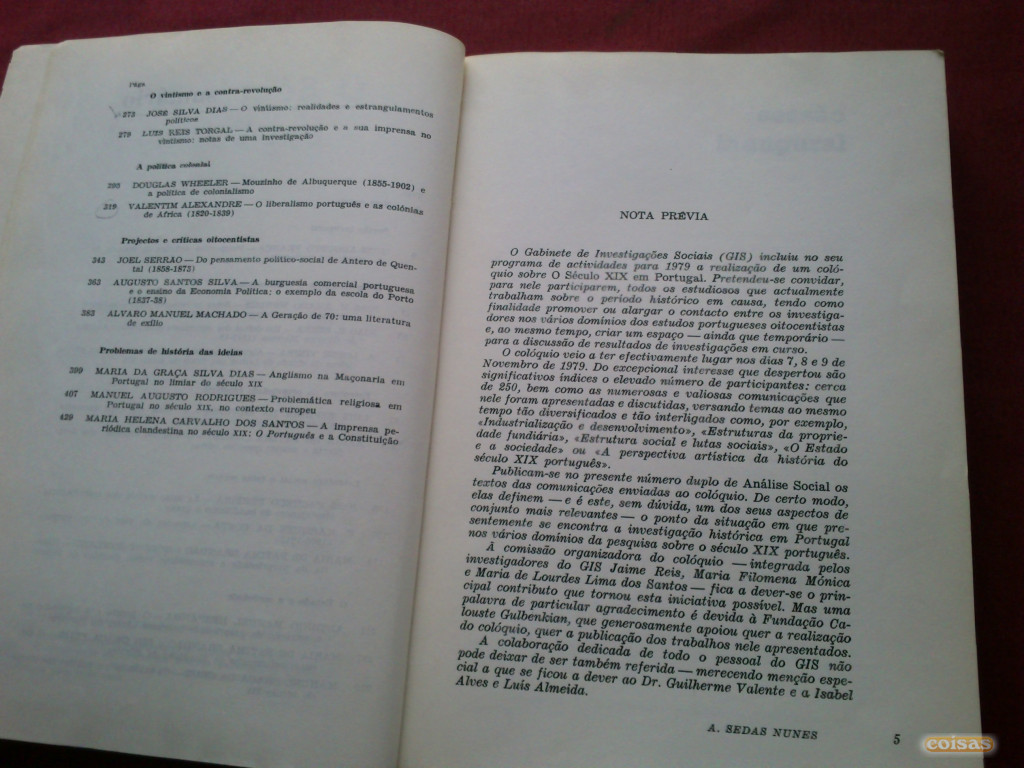 Págs.
O vintismo e a contra-revolução
273 JOSÉ SILVA DIAS — O vintismo: realidades e estrangulamentos
políticos
279 LUÍS REIS TORGAL — A contra-revolução e a sua imprensa no
vintismo: notas de uma investigação
A política colonial
295 DOUGLAS WHEELER — Mouzinho de Albuquerque (1855-1902) e
a política de colonialismo
319 VALENTIM ALEXANDRE — O liberalismo português e as colónias
de África (1820-1839)
Projectos e críticas oitocentistas
343 JOEL SERRÃO — Do pensamento político-social de Antero de Quen-
tal (1858-1875)
363 AUGUSTO SANTOS SILVA — A burguesia comercial portuguesa
e o ensino da Economia Política: o exemplo da escola do Porto
(1837-38)
383 ÁLVARO MANUEL MACHADO — A Geração de 70: uma literatura
de exílio
Problemas de história das ideias
399 MARIA DA GRAÇA SILVA DIAS — Anglismo na Maçonaria em
Portugal no limiar do século XIX
407 MANUEL AUGUSTO RODRIGUES — Problemática religiosa em
Portugal no século XIX, no contexto europeu
429 MARIA HELENA CARVALHO DOS SANTOS — A imprensa pe-
riódica clandestina no século XIX: O Português e a Constituição
NOTA PRÉVIA
O Gabinete de Investigações Sociais (GIS) incluiu no seu
programa de actividades para 1979 a realização de um coló-
quio sobre O Século XIX em Portugal. Pretendeu-se convidar,
para nele participarem, todos os estudiosos que actualmente
trabalham sobre o período histórico em causa, tendo como
finalidade promover ou alargar o contacto entre os investiga-
dores nos vários domínios dos estudos portugueses oitocentistas
e, ao mesmo tempo, criar um espaço — ainda que temporário —
para a discussão de resultados de investigações em curso.
O colóquio veio a ter efectivamente lugar nos dias 7, 8 e 9 de
Novembro de 1979. Do excepcional interesse que despertou são
significativos índices o elevado número de participantes: cerca
de 250, bem como as numerosas e valiosas comunicações que
nele foram apresentadas e discutidas, versando temas ao mesmo
tempo tão diversificados e tão interligados como, por exemplo,
«Industrialização e desenvolvimento», «Estruturas da proprie-
dade fundiária», «Estrutura social e lutas sociais», «O Estado
e a sociedade» ou «A perspectiva artística da história do
século XIX português».
Publicam-se no presente número duplo de Análise Social os
textos das comunicações enviadas ao colóquio. De certo modo,
elas definem — e é este, sem dúvida, um dos seus aspectos de
conjunto mais relevantes — o ponto da situação em que pre-
sentemente se encontra a investigação histórica em Portugal
nos vários domínios da pesquisa sobre o século XIX português.
À comissão organizadora do colóquio — integrada pelos
investigadores do GIS Jaime Reis, Maria Filomena Mónica
e Maria de Lourdes Lima dos Santos — fica a dever-se o prin-
cipal contributo que tornou esta iniciativa possível. Mas uma
palavra de particular agradecimento é devida à Fundação Ca-
louste Gulbenkian, que generosamente apoiou quer a realização
do colóquio, quer a publicação dos trabalhos nele apresentados.
A colaboração dedicada de todo o pessoal do GIS não
pode deixar de ser também referida — merecendo menção espe-
cial a que se ficou a dever ao Dr. Guilherme Valente e a Isabel
Alves e Luís Almeida.
A. SEDAS NUNES
5
coisas